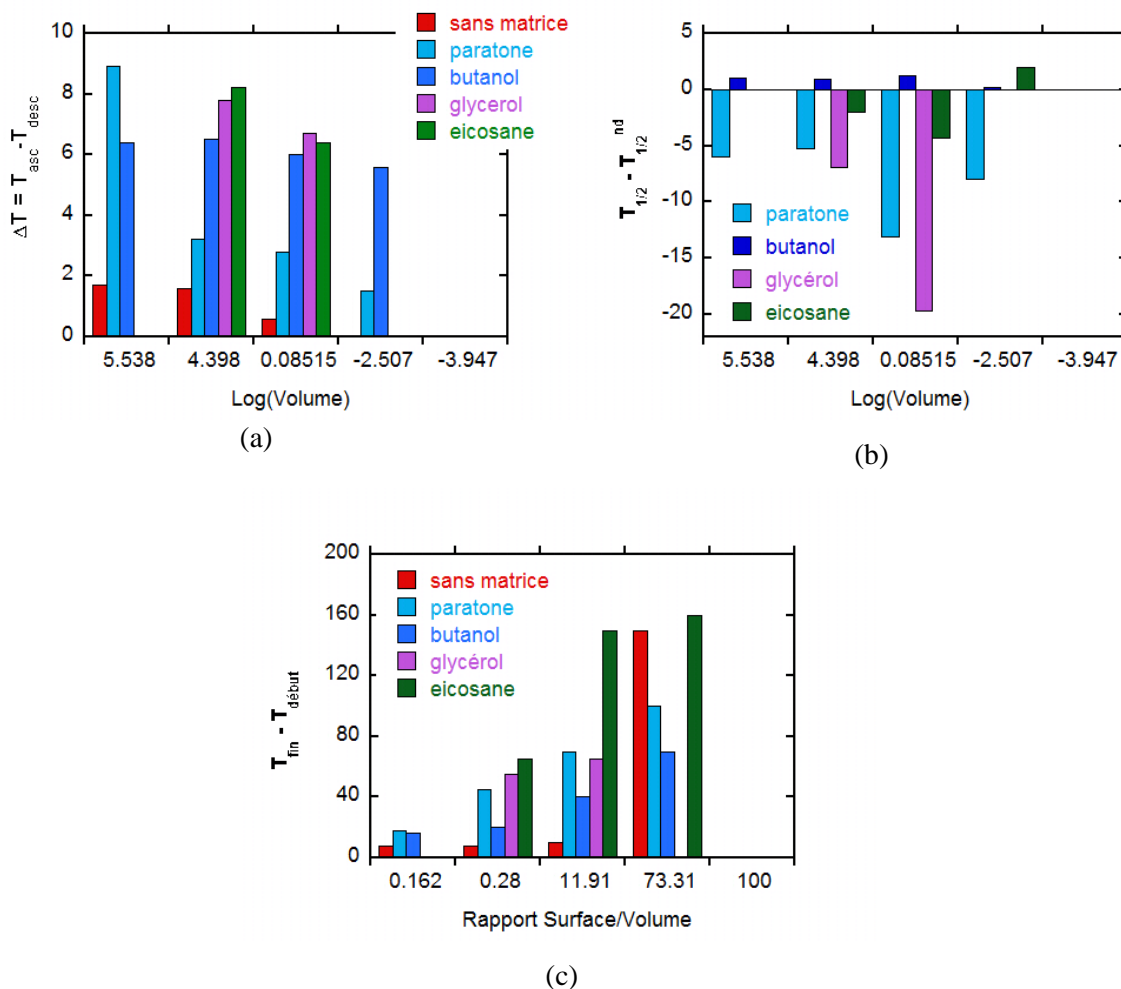 10
8
6
4
2
0
ΔT = T asc -T desc
sans matrice
paratone
butanol
glycerol
eicosane
5.538 4.398 0.08515 -2.507 -3.947
Log(Volume)
(a)
5
0
-5
-10
-15
-20
T 1/2 - T 1/2 nd
paratone
butanol
glycérol
eicosane
5.538 4.398 0.08515 -2.507 -3.947
Log(Volume)
(b)
200
160
120
80
40
0
T fin - T début
sans matrice
paratone
butanol
glycérol
eicosane
0.162 0.28 11.91 73.31 100
Rapport Surface/Volume
(c)